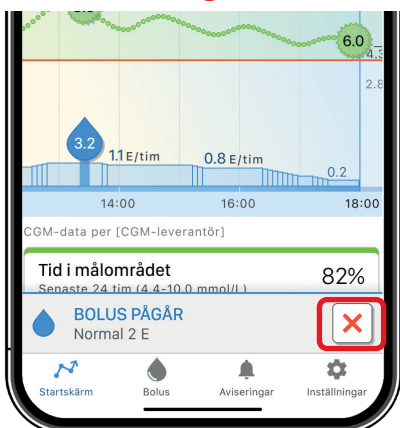 6.0
4.3
2.8
3.2
1.1 E/tim
0.8 E/tim
0.2
14:00
16:00
18:00
CGM-data per [CGM-leverantör]
Tid i målområdet
82%
Senaste 24 tim (4.4-10.0 mmol/L)
BOLUS PÅGÅR
Normal 2 E
Startskärm
Bolus
Aviseringar
Inställningar